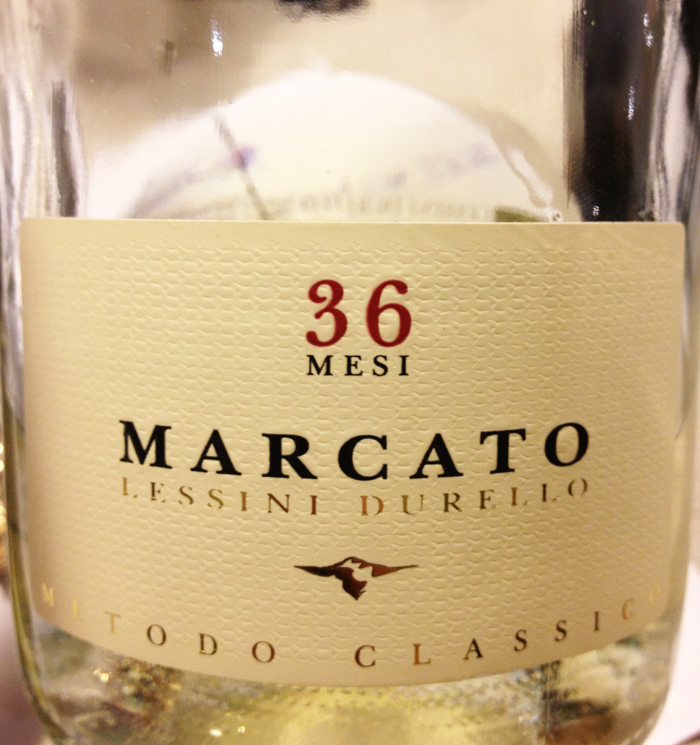 36
MESI
MARCATO
LESSINI DURELLO
METODO CLASSICO